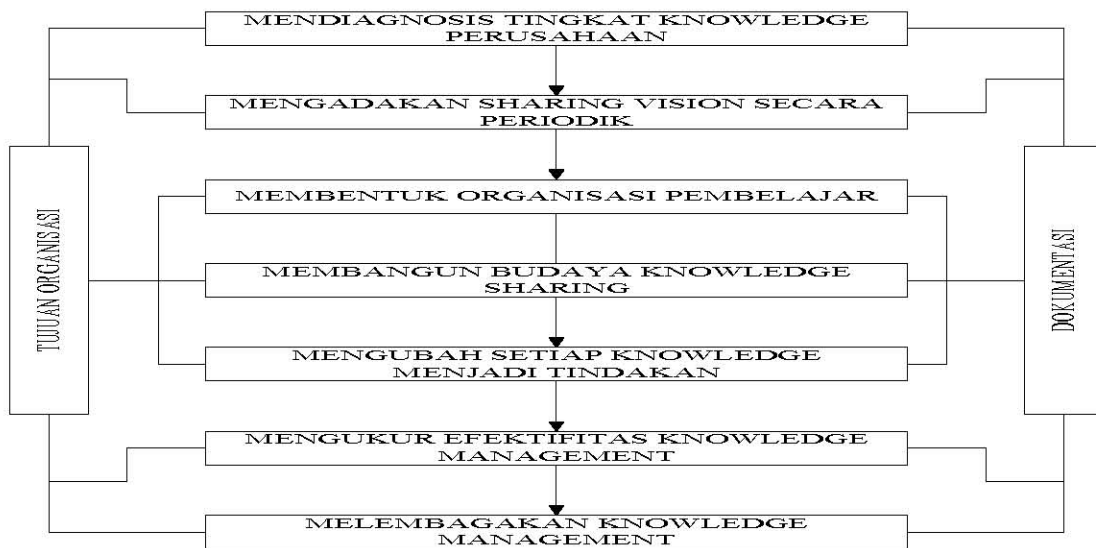 MENDIAGNOSIS TINGKAT KNOWLEDGE
PERUSAHAAN
MENGADAKAN SHARING VISION SECARA
PERIODIK
MEMBENTUK ORGANISASI PEMBELAJAR
MEMBANGUN BUDAYA KNOWLEDGE
SHARING
MENGUBAH SETIAP KNOWLEDGE
MENJADI TINDAKAN
MENGUKUR EFEKTIFITAS KNOWLEDGE
MANAGEMENT
MELEMBAGAKAN KNOWLEDGE
MANAGEMENT
TUJUAN ORGANISASI
DOKUMENTASI